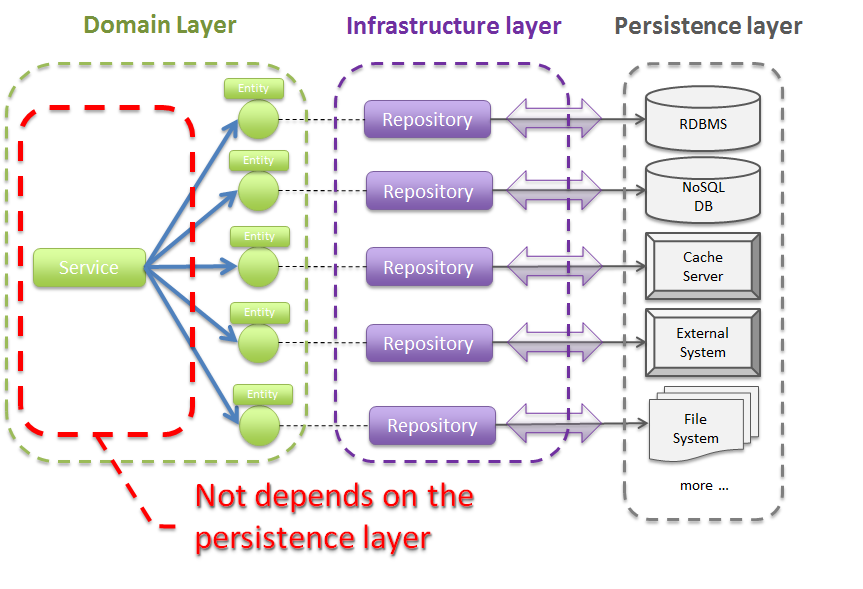 Domain Layer
Infrastructure layer
Persistence layer
Entity
Repository
RDBMS
Entity
Repository
NoSQL
DB
Entity
Service
Repository
Cache
Server
Entity
Repository
External
System
Entity
Repository
File
System
more ...
Not depends on the
persistence layer